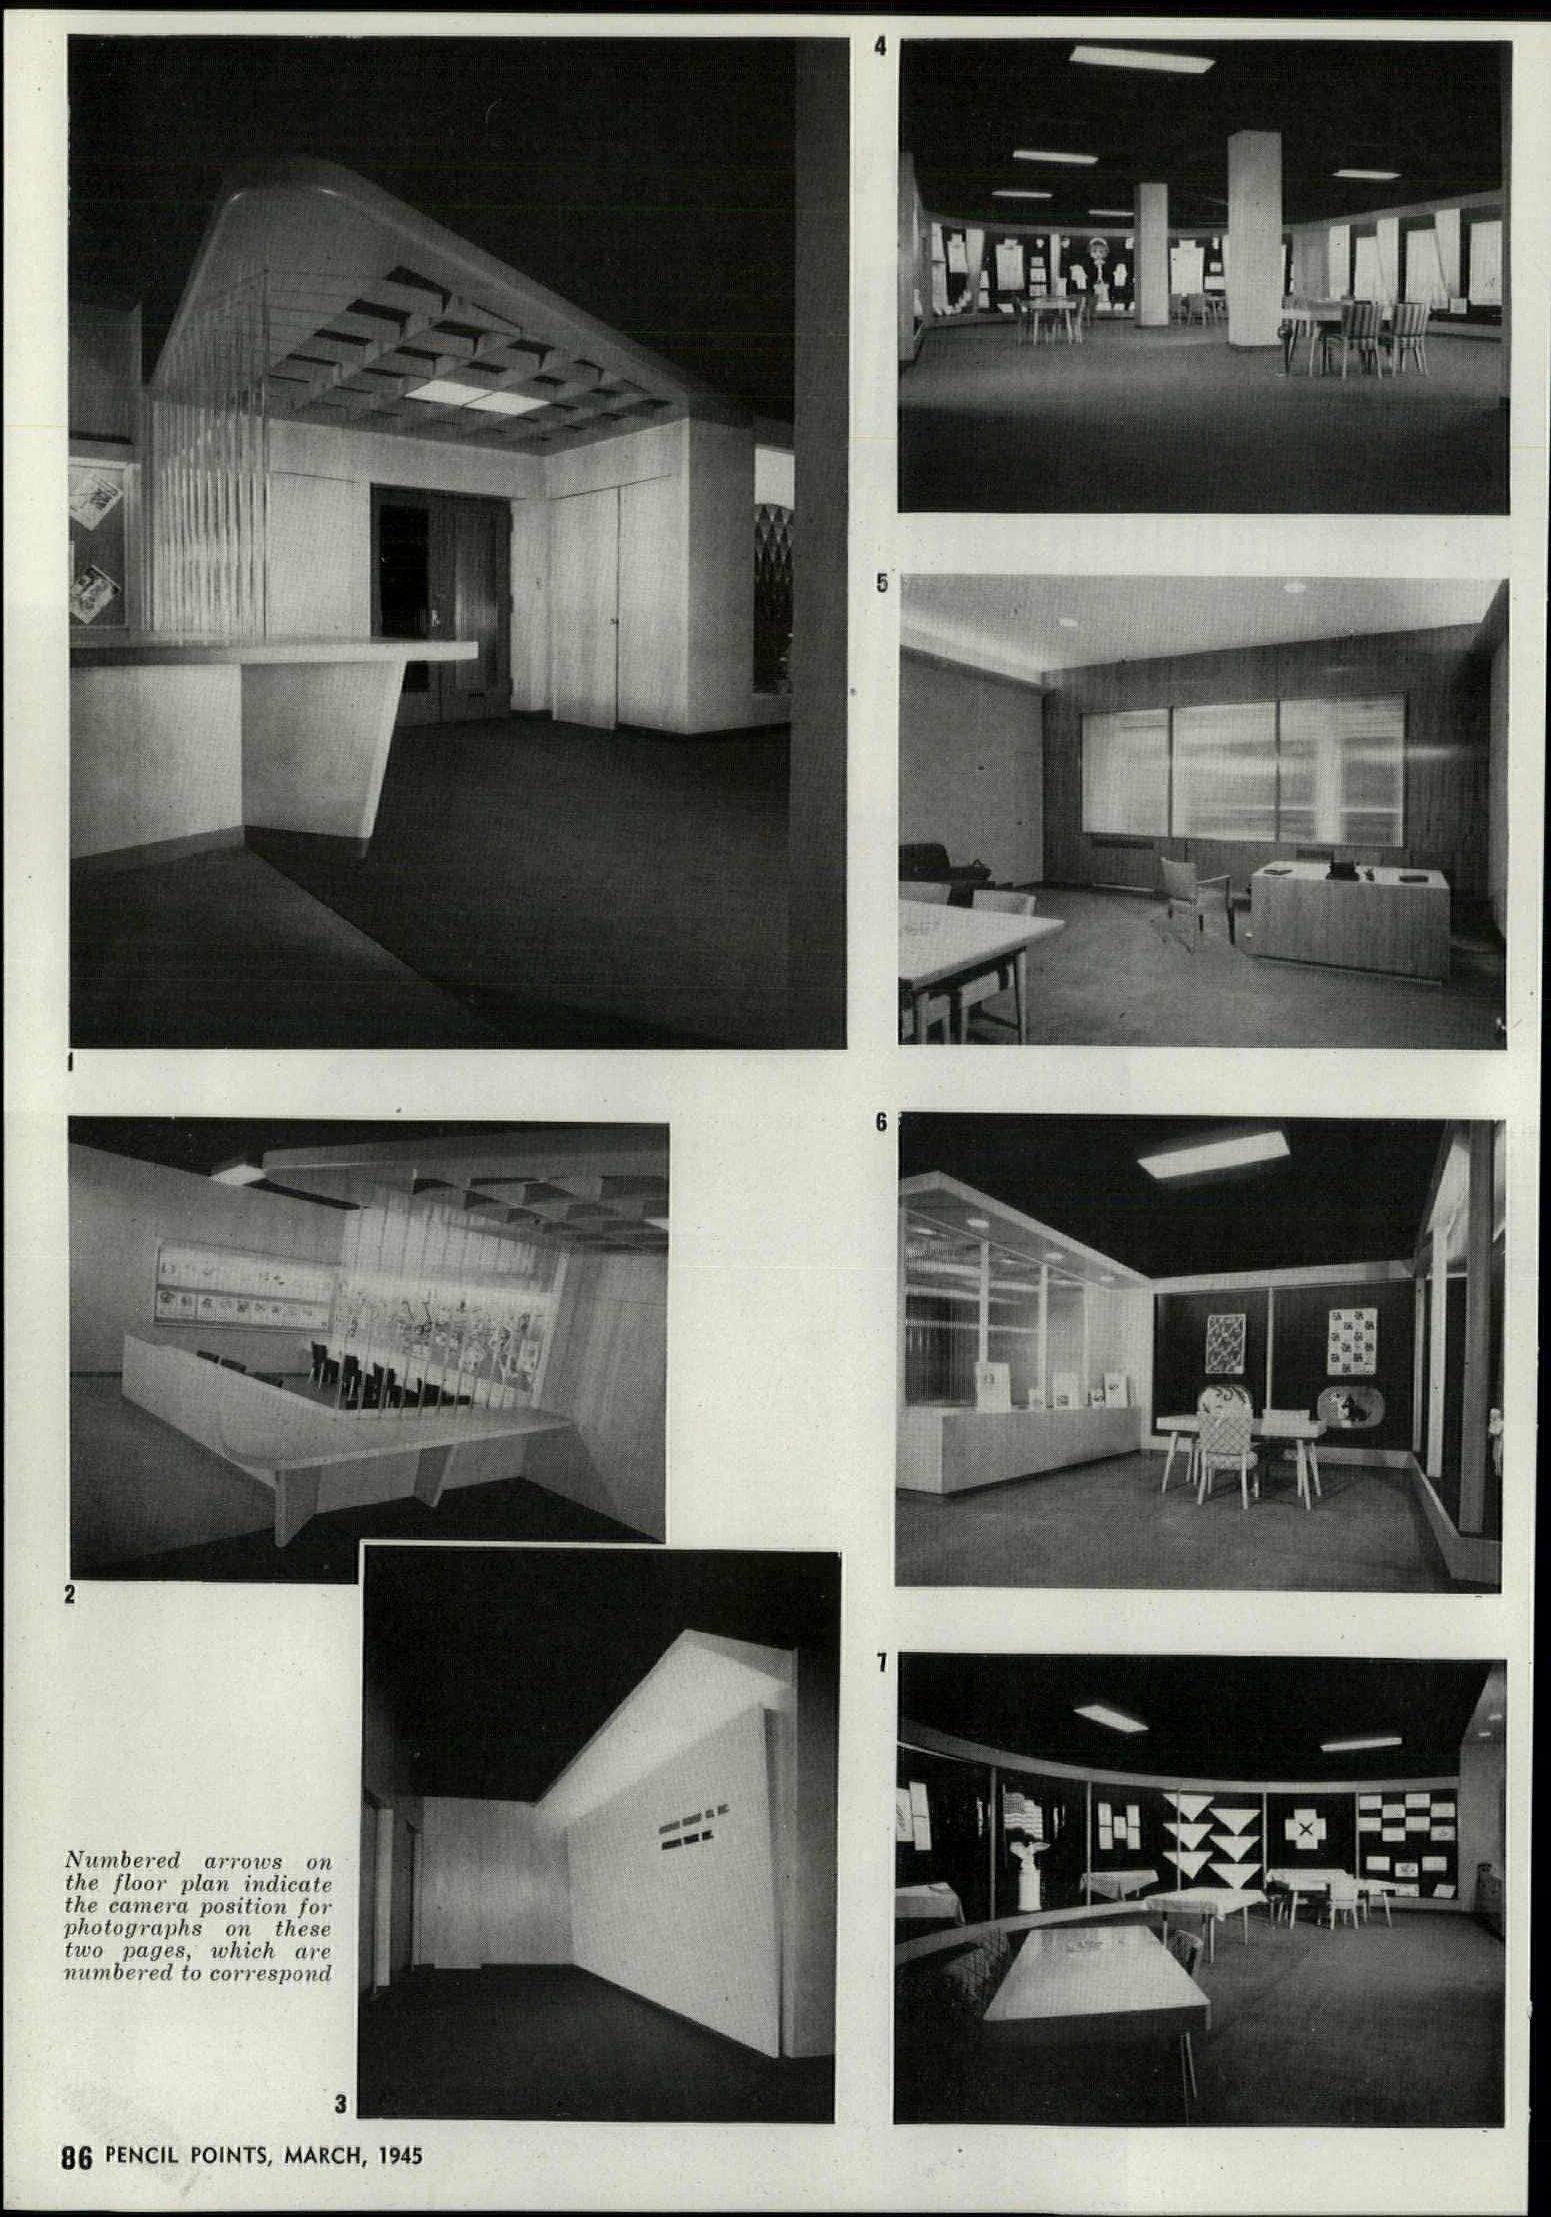 4
5
1
6
2
7
Numbered arrows on
the floor plan indicate
the camera position for
photographs on these
two pages, which are
numbered to correspond
3
86 PENCIL POINTS, MARCH, 1945